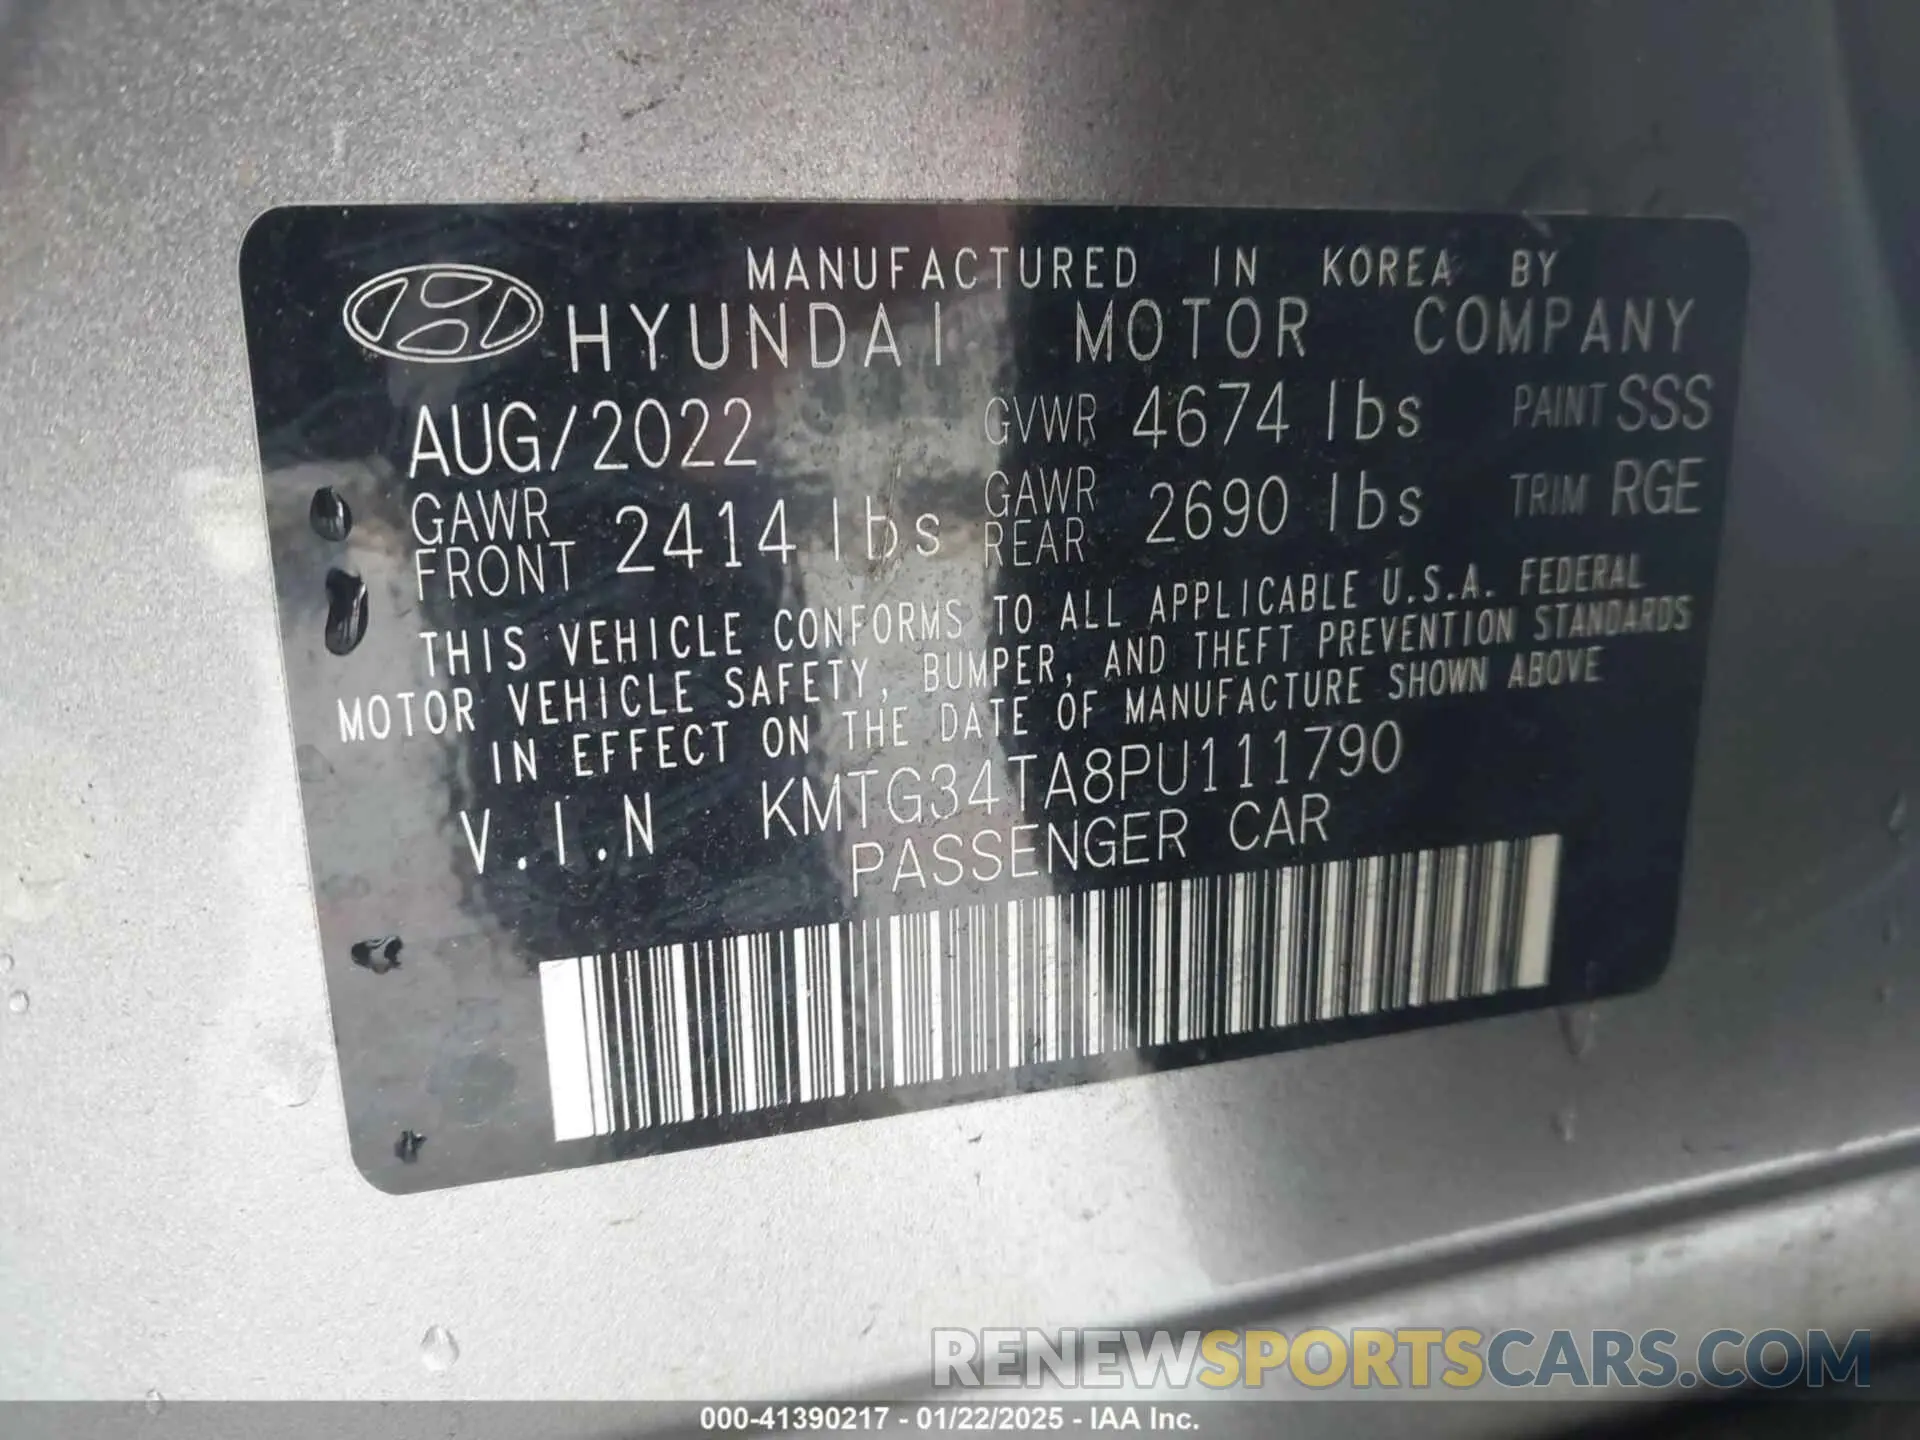 MANUFACTURED IN KOREA BY
HYUNDAI MOTOR COMPANY
AUG/2022 GVWR 4674 lbs PAINT SSS
GAWR FRONT 2414 lbs GAWR REAR 2690 lbs TRIM RGE
THIS VEHICLE CONFORMS TO ALL APPLICABLE U.S.A. FEDERAL
MOTOR VEHICLE SAFETY, BUMPER, AND THEFT PREVENTION STANDARDS
IN EFFECT ON THE DATE OF MANUFACTURE SHOWN ABOVE
V.I.N KMTG34TA8PU111790
PASSENGER CAR
RENEWSPORTSCARS.COM
000-41390217 - 01/22/2025 - IAA Inc.